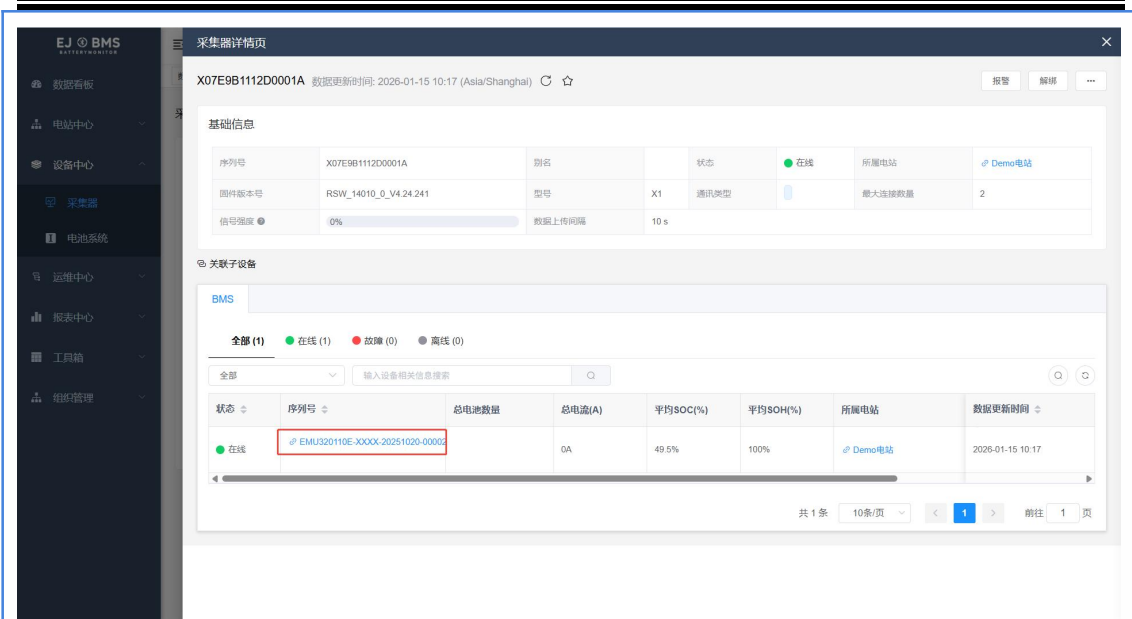 EJ BMS
BATTERYMONITOR
数据看板
电站中心
设备中心
采集器
电池系统
运维中心
报表中心
工具箱
组织管理
采集器详情页
X07E9B1112D0001A 数据更新时间: 2026-01-15 10:17 (Asia/Shanghai)
报警 解绑 ...
基础信息
序列号 X07E9B1112D0001A 别名 状态 在线 所属电站 Demo电站
固件版本号 RSW_14010_0_V4.24.241 型号 X1 通讯类型 最大连接数量 2
信号强度 0% 数据上传间隔 10 s
关联子设备
BMS
全部 (1) 在线 (1) 故障 (0) 离线 (0)
全部 输入设备相关信息搜索
状态 序列号 总电池数量 总电流(A) 平均SOC(%) 平均SOH(%) 所属电站 数据更新时间
在线 EMU320110E-XXXX-20251020-00002 0A 49.5% 100% Demo电站 2026-01-15 10:17
共 1 条 10条/页 < 1 > 前往 1 页